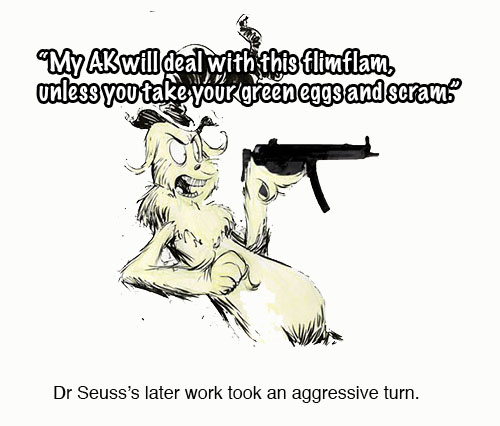 “My AK will deal with this flimflam,
unless you take your green eggs and scram.”
Dr Seuss's later work took an aggressive turn.